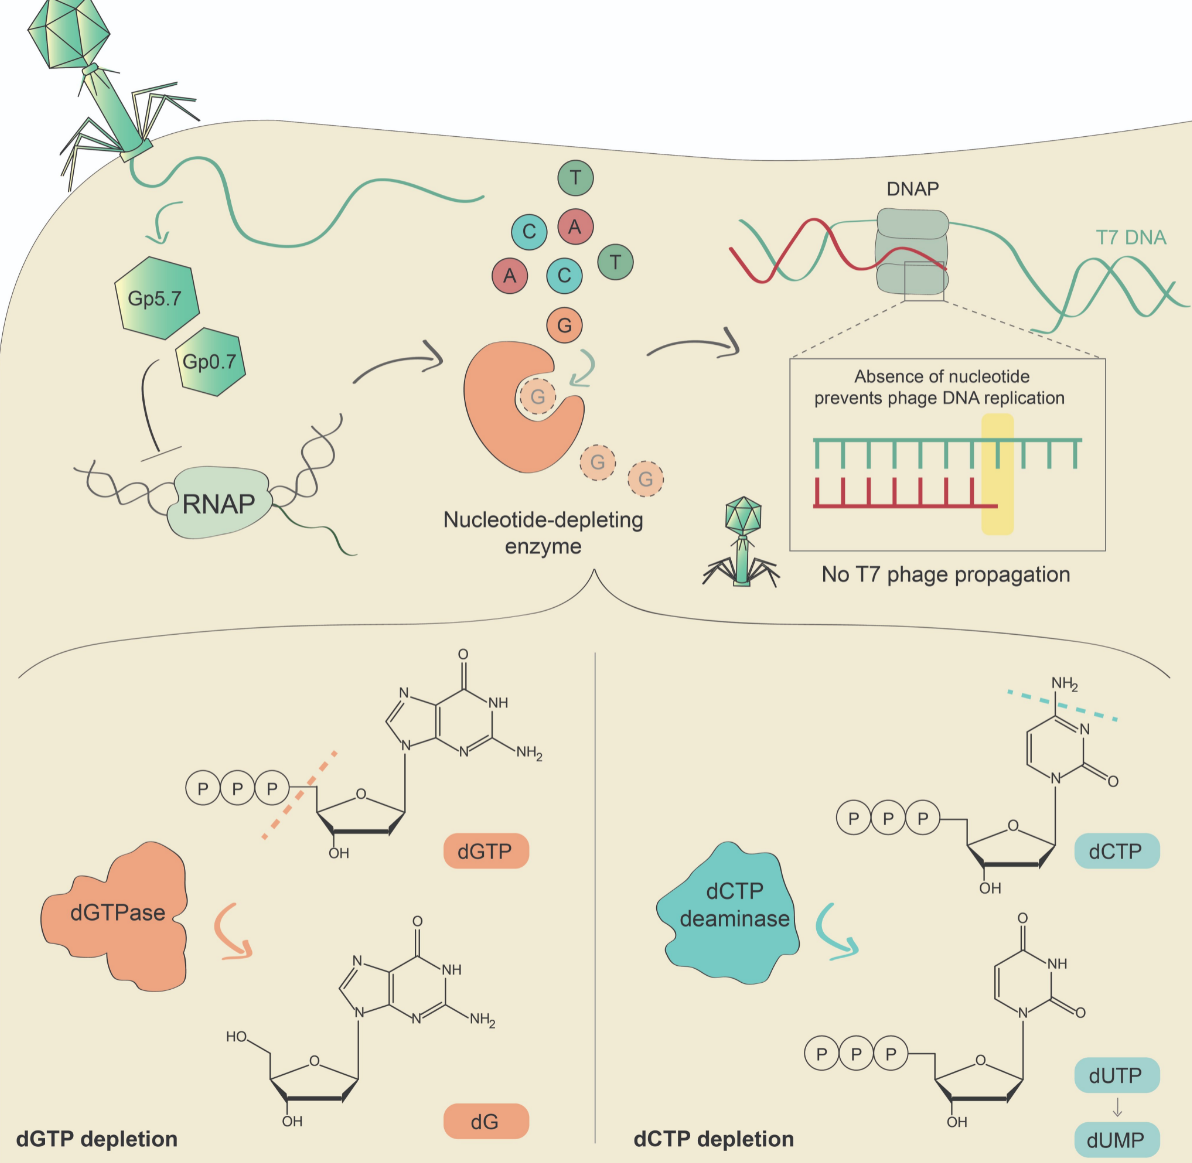 Gp5.7
Gp0.7
RNAP
T
C
A
A
C
T
G
G
G
G
Nucleotide-depleting
enzyme
DNAP
T7 DNA
Absence of nucleotide
prevents phage DNA replication
No T7 phage propagation
O
N
NH
N
N
NH2
P P P
O
OH
dGTP
dGTPase
O
N
NH
N
N
NH2
HO
O
OH
dG
dGTP depletion
NH2
N
N
O
P P P
O
OH
dCTP
dCTP
deaminase
O
NH
N
O
P P P
O
OH
dUTP
dUMP
dCTP depletion